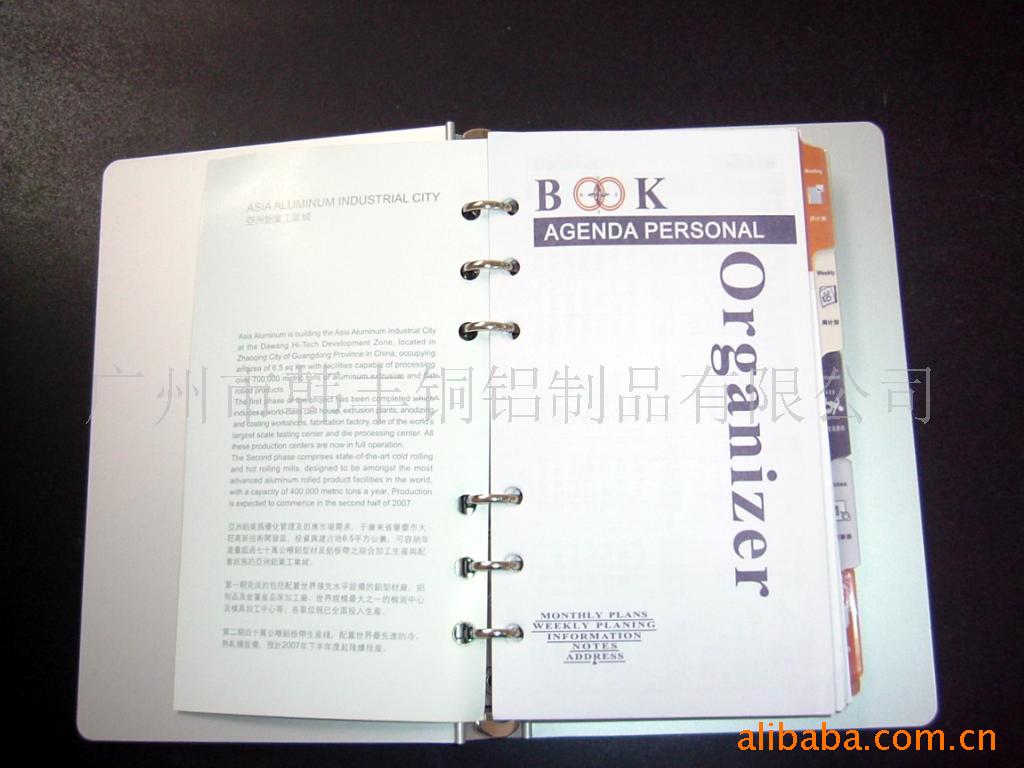 ASIA ALUMINUM INDUSTRIAL CITY
亞洲鋁業工業城
Asia Aluminum is building the Asia Aluminum Industrial City
at the Dawang Hi-Tech Development Zone, located in
Zhaoqing City of Guangdong Province in China, occupying
an area of 6.5 sq km with facilities capable of processing
over 700,000 metric tons of aluminum extrusion and flats
rolled products.
The first phase of the project has been completed which
includes world-class cast house, extrusion plants, anodizing
and coating workshops, fabrication factory, one of the world's
largest scale testing center and die processing center. All
these production centers are now in full operation.
The Second phase comprises state-of-the-art cold rolling
and hot rolling mills, designed to be amongst the most
advanced aluminum rolled product facilities in the world,
with a capacity of 400,000 metric tons a year. Production
is expected to commence in the second half of 2007.
亞洲鋁業爲優化管理及因應市場需求，于廣東省肇慶市大
旺高新技術開發區，投資興建占地6.5平方公裏，可容納年
產量超過七十萬公噸鋁型材及鋁板帶之綜合加工生產與配
套設施的亞洲鋁業工業城。
第一期完成的包括配置世界領先水平設備的鋁型材廠、鋁
制品及金屬產品深加工廠、世界規模最大之一的檢測中心
及模具加工中心等，各單位現已全面投入生產。
第二期四十萬公噸鋁板帶生產綫，配置世界最先進的冷、
熱軋機設備，預計2007年下半年度起陸續投產。
BOOK
AGENDA PERSONAL
Organizer
MONTHLY PLANS
WEEKLY PLANING
INFORMATION
NOTES
ADDRESS
Weekly
周计划
广州市韩丰铜铝制品有限公司
alibaba.com.cn